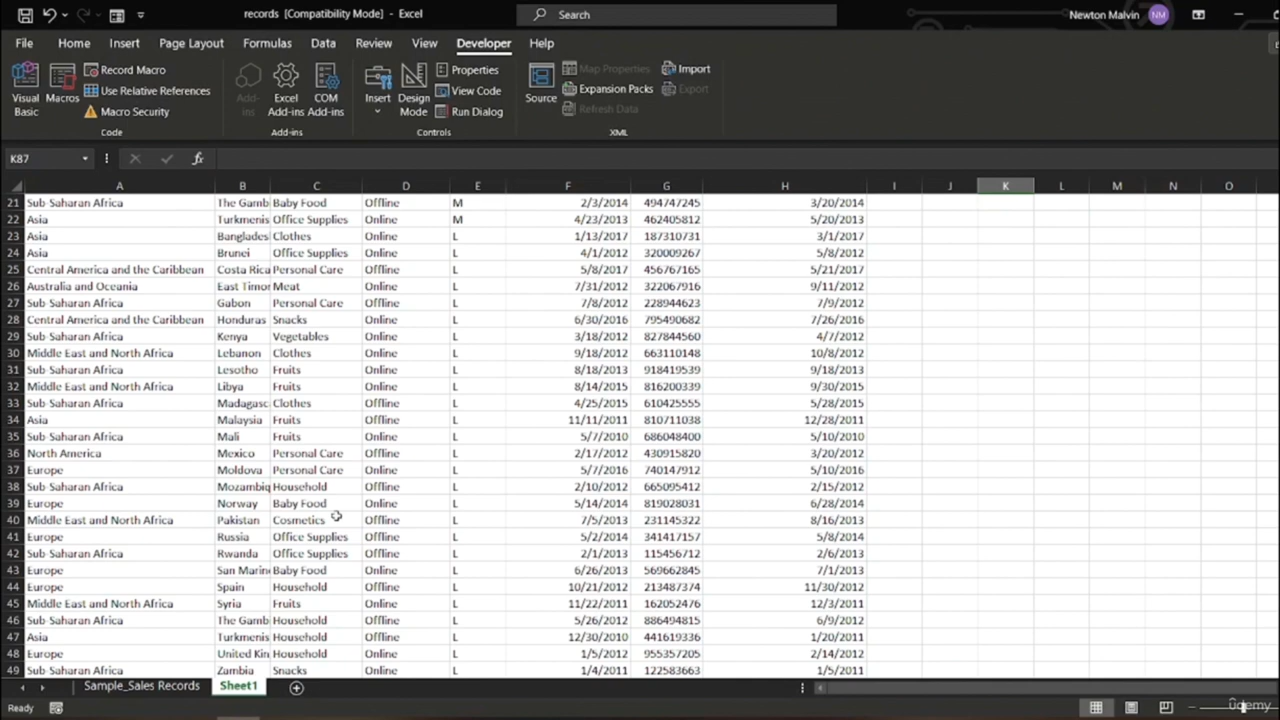 records [Compatibility Mode] - Excel
Search
Newton Malvin NM
File Home Insert Page Layout Formulas Data Review View Developer Help
Visual Basic
Macros
Record Macro
Use Relative References
Macro Security
Code
Add-ins
Excel Add-ins
COM Add-ins
Add-ins
Insert
Design Mode
Properties
View Code
Run Dialog
Controls
Source
Map Properties
Expansion Packs
Refresh Data
Import
Export
XML
K87
fx
A B C D E F G H I J K L M N O
21 Sub-Saharan Africa The Gamb Baby Food Offline M 2/3/2014 494747245 3/20/2014
22 Asia Turkmenis Office Supplies Online M 4/23/2013 462405812 5/20/2013
23 Asia Banglades Clothes Online L 1/13/2017 187310731 3/1/2017
24 Asia Brunei Office Supplies Online L 4/1/2012 320009267 5/8/2012
25 Central America and the Caribbean Costa Rica Personal Care Offline L 5/8/2017 456767165 5/21/2017
26 Australia and Oceania East Timor Meat Online L 7/31/2012 322067916 9/11/2012
27 Sub-Saharan Africa Gabon Personal Care Offline L 7/8/2012 228944623 7/9/2012
28 Central America and the Caribbean Honduras Snacks Online L 6/30/2016 795490682 7/26/2016
29 Sub-Saharan Africa Kenya Vegetables Online L 3/18/2012 827844560 4/7/2012
30 Middle East and North Africa Lebanon Clothes Online L 9/18/2012 663110148 10/8/2012
31 Sub-Saharan Africa Lesotho Fruits Online L 8/18/2013 918419539 9/18/2013
32 Middle East and North Africa Libya Fruits Online L 8/14/2015 816200339 9/30/2015
33 Sub-Saharan Africa Madagasc Clothes Offline L 4/25/2015 610425555 5/28/2015
34 Asia Malaysia Fruits Offline L 11/11/2011 810711038 12/28/2011
35 Sub-Saharan Africa Mali Fruits Online L 5/7/2010 686048400 5/10/2010
36 North America Mexico Personal Care Offline L 2/17/2012 430915820 3/20/2012
37 Europe Moldova Personal Care Online L 5/7/2016 740147912 5/10/2016
38 Sub-Saharan Africa Mozambiq Household Offline L 2/10/2012 665095412 2/15/2012
39 Europe Norway Baby Food Online L 5/14/2014 819028031 6/28/2014
40 Middle East and North Africa Pakistan Cosmetics Offline L 7/5/2013 231145322 8/16/2013
41 Europe Russia Office Supplies Offline L 5/2/2014 341417157 5/8/2014
42 Sub-Saharan Africa Rwanda Office Supplies Offline L 2/1/2013 115456712 2/6/2013
43 Europe San Marin Baby Food Online L 6/26/2013 569662845 7/1/2013
44 Europe Spain Household Offline L 10/21/2012 213487374 11/30/2012
45 Middle East and North Africa Syria Fruits Online L 11/22/2011 162052476 12/3/2011
46 Sub-Saharan Africa The Gamb Household Offline L 5/26/2012 886494815 6/9/2012
47 Asia Turkmenis Household Offline L 12/30/2010 441619336 1/20/2011
48 Europe United Kin Household Online L 1/5/2012 955357205 2/14/2012
49 Sub-Saharan Africa Zambia Snacks Online L 1/4/2011 122583663 1/5/2011
Sample_Sales Records Sheet1
Ready
udemy